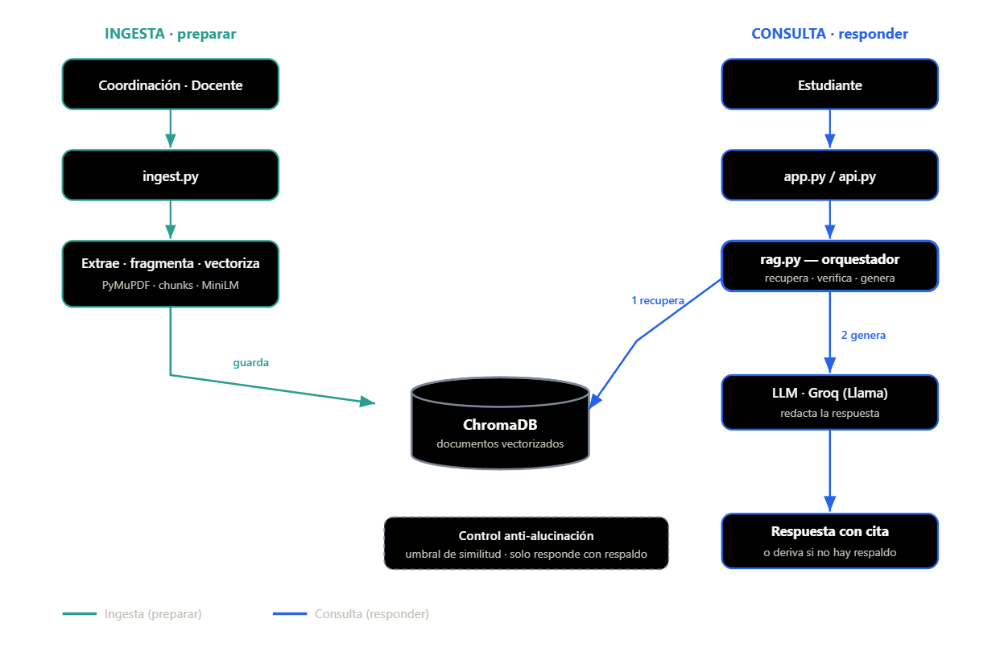 INGESTA · preparar
CONSULTA · responder
Coordinación · Docente
Estudiante
ingest.py
app.py / api.py
Extrae · fragmenta · vectoriza
PyMuPDF · chunks · MiniLM
rag.py — orquestador
recupera · verifica · genera
1 recupera
2 genera
guarda
LLM · Groq (Llama)
redacta la respuesta
ChromaDB
documentos vectorizados
Control anti-alucinación
umbral de similitud · solo responde con respaldo
Respuesta con cita
o deriva si no hay respaldo
Ingesta (preparar)
Consulta (responder)